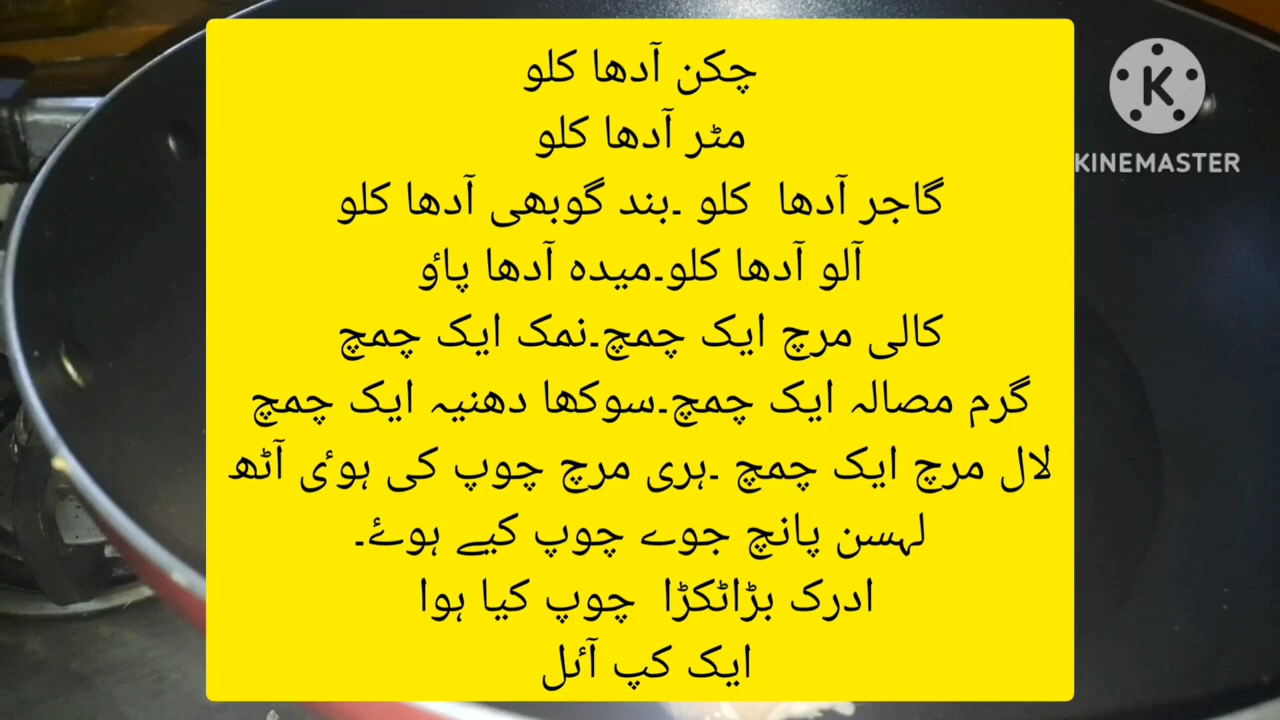 چکن آدھا کلو
مٹر آدھا کلو
گاجر آدھا کلو ۔بند گوبھی آدھا کلو
آلو آدھا کلو۔میدہ آدھا پاؤ
کالی مرچ ایک چمچ۔نمک ایک چمچ
گرم مصالہ ایک چمچ۔سوکھا دھنیہ ایک چمچ
لال مرچ ایک چمچ ۔ہری مرچ چوپ کی ہوئی آٹھ
لہسن پانچ جوے چوپ کیے ہوۓ۔
ادرک بڑاٹکڑا چوپ کیا ہوا
ایک کپ آئل
K
KINEMASTER